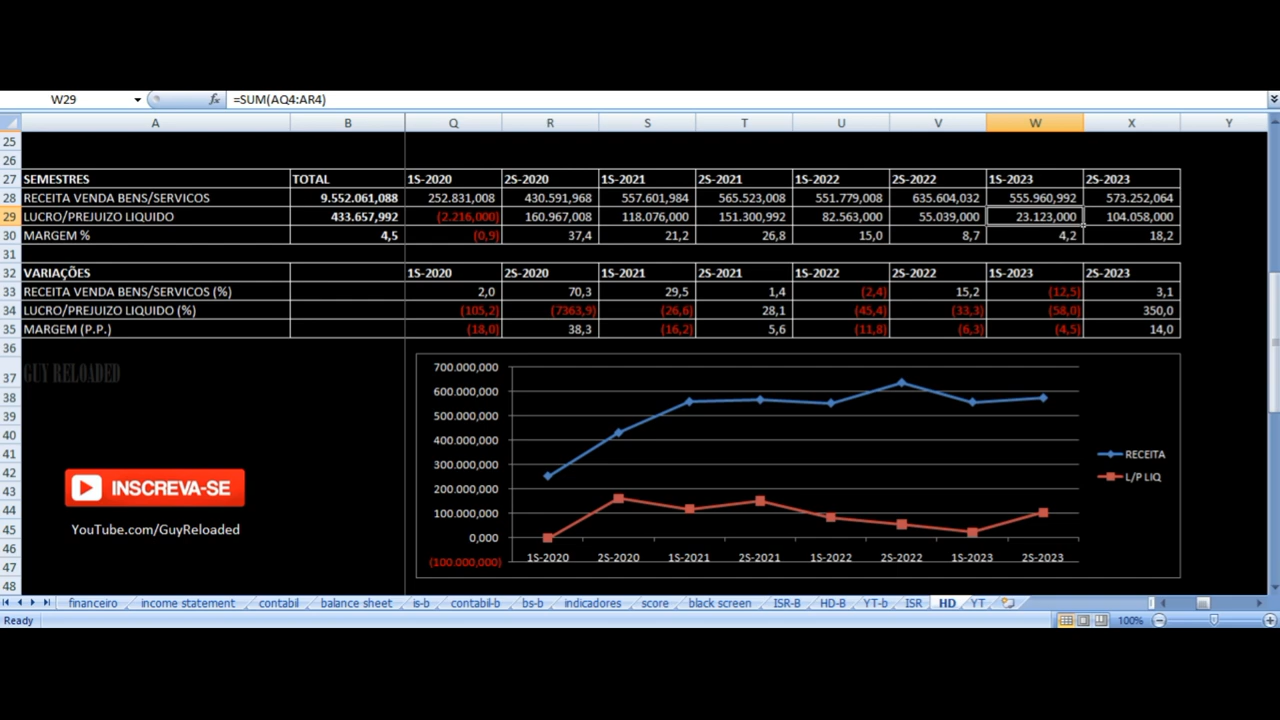 W29 fx =SUM(AQ4:AR4)
A B Q R S T U V W X Y
25
26
27 SEMESTRES TOTAL 1S-2020 2S-2020 1S-2021 2S-2021 1S-2022 2S-2022 1S-2023 2S-2023
28 RECEITA VENDA BENS/SERVICOS 9.552.061,088 252.831,008 430.591,968 557.601,984 565.523,008 551.779,008 635.604,032 555.960,992 573.252,064
29 LUCRO/PREJUIZO LIQUIDO 433.657,992 (2.216,000) 160.967,008 118.076,000 151.300,992 82.563,000 55.039,000 23.123,000 104.058,000
30 MARGEM % 4,5 (0,9) 37,4 21,2 26,8 15,0 8,7 4,2 18,2
31
32 VARIAÇÕES 1S-2020 2S-2020 1S-2021 2S-2021 1S-2022 2S-2022 1S-2023 2S-2023
33 RECEITA VENDA BENS/SERVICOS (%) 2,0 70,3 29,5 1,4 (2,4) 15,2 (12,5) 3,1
34 LUCRO/PREJUIZO LIQUIDO (%) (105,2) (7363,9) (26,6) 28,1 (45,4) (33,3) (58,0) 350,0
35 MARGEM (P.P.) (18,0) 38,3 (16,2) 5,6 (11,8) (6,3) (4,5) 14,0
36
37 GUY RELOADED
38
39
40
41
42
43
44
45
46
47
48
INSCREVA-SE
YouTube.com/GuyReloaded
700.000,000
600.000,000
500.000,000
400.000,000
300.000,000
200.000,000
100.000,000
0,000
(100.000,000)
1S-2020 2S-2020 1S-2021 2S-2021 1S-2022 2S-2022 1S-2023 2S-2023
RECEITA
L/P LIQ
financeiro income statement contabil balance sheet is-b contabil-b bs-b indicadores score black screen ISR-B HD-B YT-b ISR HD YT
Ready 100%